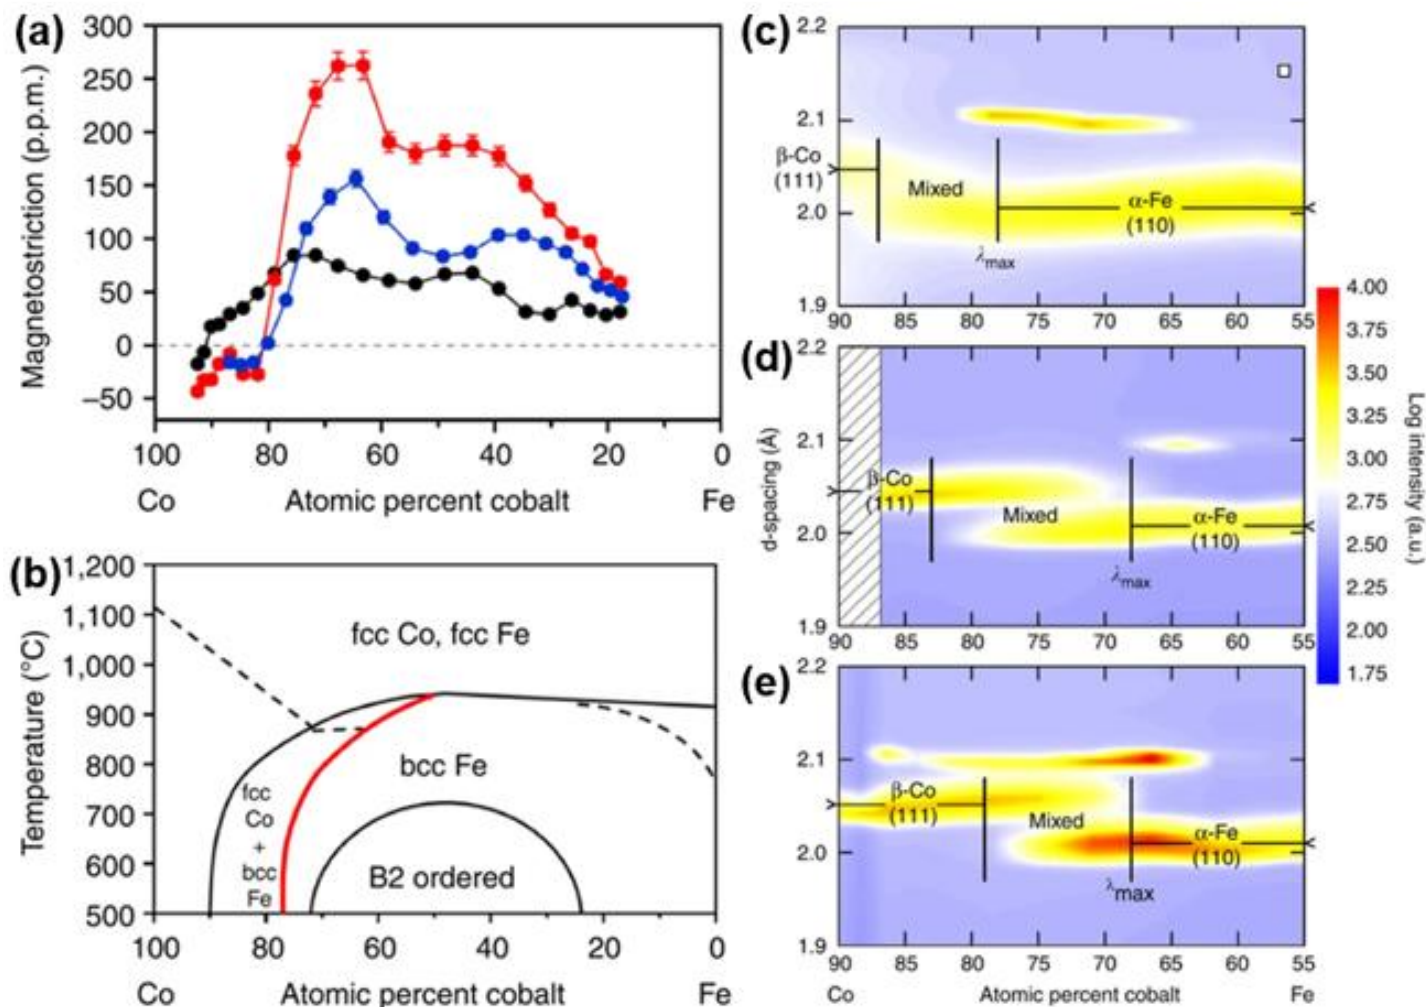 (a)
300
250
200
150
100
50
0
–50
Magnetostriction (p.p.m.)
100 80 60 40 20 0
Co Atomic percent cobalt Fe
(b)
1,200
1,100
1,000
900
800
700
600
500
Temperature (°C)
fcc Co, fcc Fe
bcc Fe
fcc
Co
+
bcc
Fe
B2 ordered
100 80 60 40 20 0
Co Atomic percent cobalt Fe
(c)
2.2
2.1
2.0
1.9
β-Co
(111)
Mixed
α-Fe
(110)
λmax
90 85 80 75 70 65 60 55
(d)
2.2
2.1
2.0
1.9
d-spacing (Å)
β-Co
(111)
Mixed
α-Fe
(110)
λmax
90 85 80 75 70 65 60 55
(e)
2.2
2.1
2.0
1.9
β-Co
(111)
Mixed
α-Fe
(110)
λmax
90 85 80 75 70 65 60 55
Co Atomic percent cobalt Fe
4.00
3.75
3.50
3.25
3.00
2.75
2.50
2.25
2.00
1.75
Log intensity (a.u.)